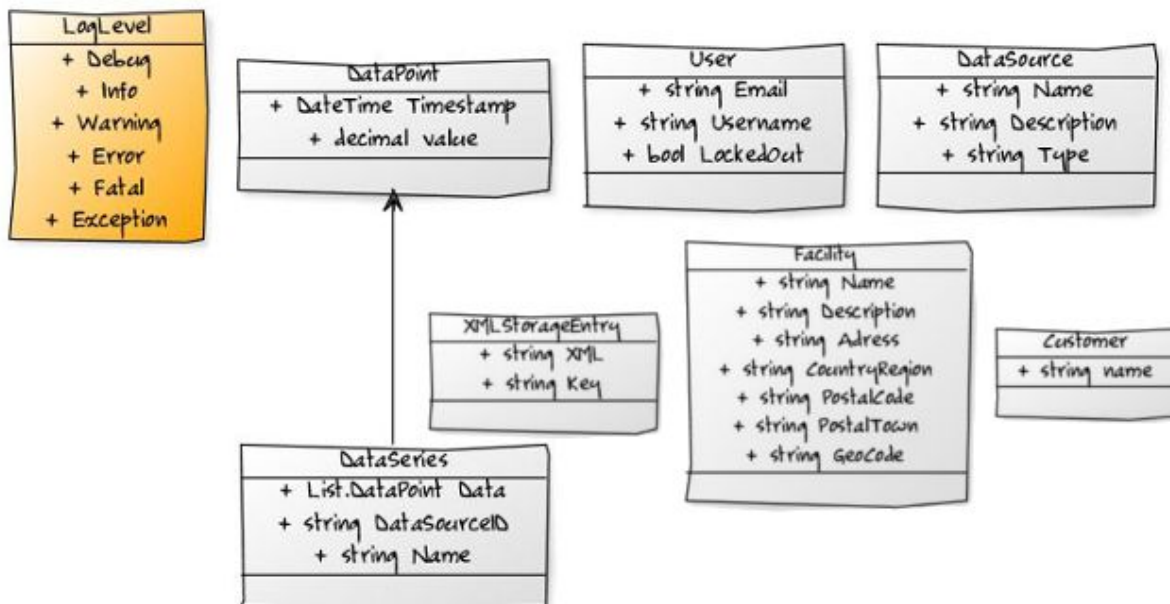 LogLevel
+ Debug
+ Info
+ Warning
+ Error
+ Fatal
+ Exception
DataPoint
+ DateTime Timestamp
+ decimal value
User
+ string Email
+ string Username
+ bool LockedOut
DataSource
+ string Name
+ string Description
+ string Type
XMLStorageEntry
+ string XML
+ string Key
Facility
+ string Name
+ string Description
+ string Adress
+ string CountryRegion
+ string PostalCode
+ string PostalTown
+ string GeoCode
Customer
+ string name
DataSeries
+ List.DataPoint Data
+ string DataSourceID
+ string Name